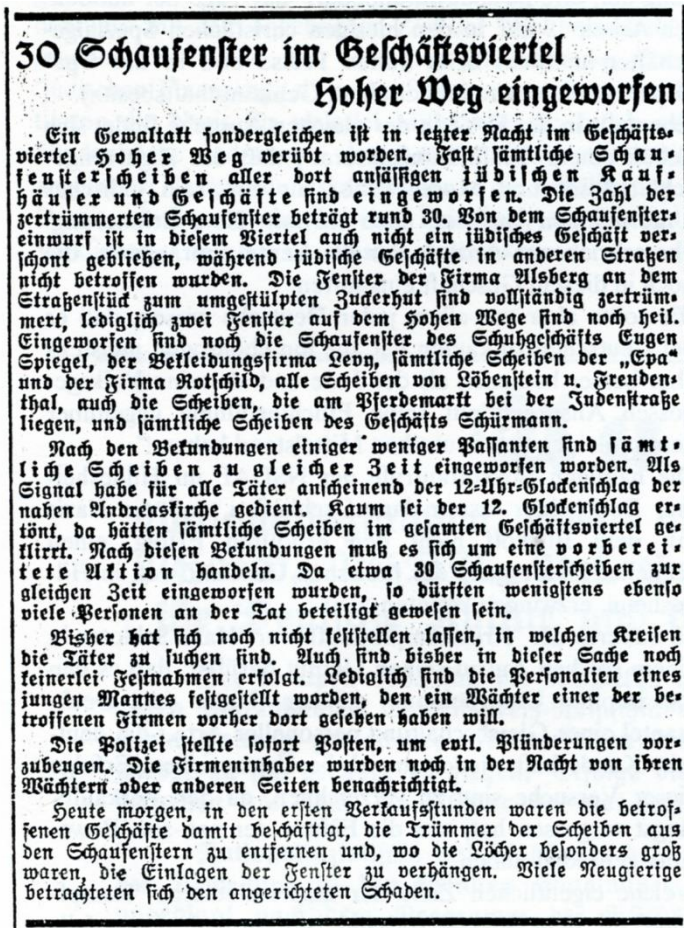 30 Schaufenster im Geschäftsviertel
Hoher Weg eingeworfen
Ein Gewaltakt sondergleichen ist in letzter Nacht im Geschäfts-
viertel Hoher Weg verübt worden. Fast sämtliche Schau-
fensterscheiben aller dort ansässigen jüdischen Kauf-
häuser und Geschäfte sind eingeworfen. Die Zahl der
zertrümmerten Schaufenster beträgt rund 30. Von dem Schaufenster-
einwurf ist in diesem Viertel auch nicht ein jüdisches Geschäft ver-
schont geblieben, während jüdische Geschäfte in anderen Straßen
nicht betroffen wurden. Die Fenster der Firma Alsberg an dem
Straßenstück zum umgestülpten Zuckerhut sind vollständig zertrüm-
mert, lediglich zwei Fenster auf dem Hohen Wege sind noch heil.
Eingeworfen sind noch die Schaufenster des Schuhgeschäfts Eugen
Spiegel, der Bekleidungsfirma Levy, sämtliche Scheiben der „Epa“
und der Firma Rotschild, alle Scheiben von Löbenstein u. Freuden-
thal, auch die Scheiben, die am Pferdemarkt bei der Judenstraße
liegen, und sämtliche Scheiben des Geschäfts Schürmann.
Nach den Bekundungen einiger weniger Passanten sind sämt-
liche Scheiben zu gleicher Zeit eingeworfen worden. Als
Signal habe für alle Täter anscheinend der 12-Uhr-Glockenschlag der
nahen Andreaskirche gedient. Kaum sei der 12. Glockenschlag er-
tönt, da hätten sämtliche Scheiben im gesamten Geschäftsviertel ge-
klirrt. Nach diesen Bekundungen muß es sich um eine vorberei-
tete Aktion handeln. Da etwa 30 Schaufensterscheiben zur
gleichen Zeit eingeworfen wurden, so dürften wenigstens ebenso
viele Personen an der Tat beteiligt gewesen sein.
Bisher hat sich noch nicht feststellen lassen, in welchen Kreisen
die Täter zu suchen sind. Auch sind bisher in dieser Sache noch
keinerlei Festnahmen erfolgt. Lediglich sind die Personalien eines
jungen Mannes festgestellt worden, den ein Wächter einer der be-
troffenen Firmen vorher dort gesehen haben will.
Die Polizei stellte sofort Posten, um evtl. Plünderungen vor-
zubeugen. Die Firmeninhaber wurden noch in der Nacht von ihren
Wächtern oder anderen Seiten benachrichtigt.
Heute morgen, in den ersten Verkaufsstunden waren die betrof-
fenen Geschäfte damit beschäftigt, die Trümmer der Scheiben aus
den Schaufenstern zu entfernen und, wo die Löcher besonders groß
waren, die Einlagen der Fenster zu verhängen. Viele Neugierige
betrachteten sich den angerichteten Schaden.